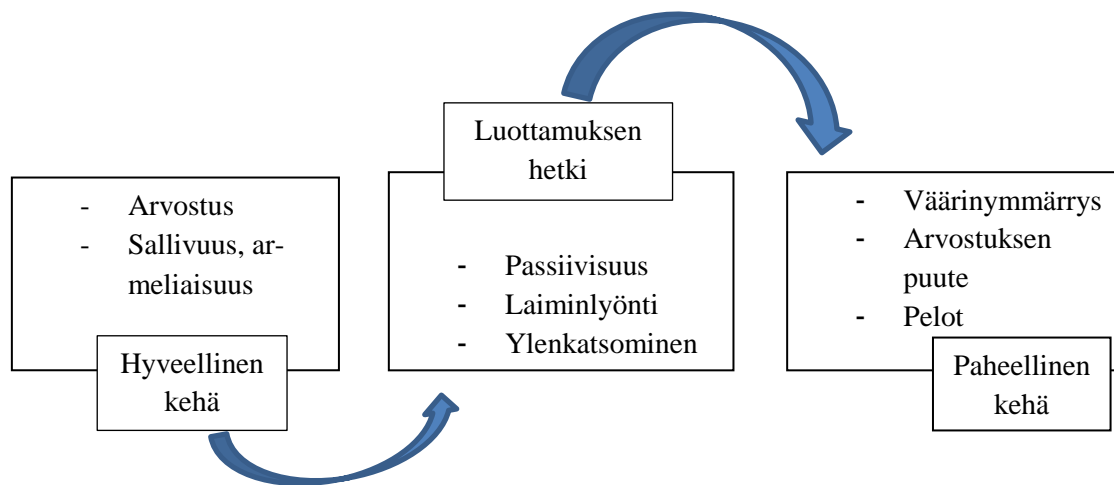 - Arvostus
- Sallivuus, ar-
meliaisuus
Hyveellinen
kehä
Luottamuksen
hetki
- Passiivisuus
- Laiminlyönti
- Ylenkatsominen
- Väärinymmärrys
- Arvostuksen
puute
- Pelot
Paheellinen
kehä